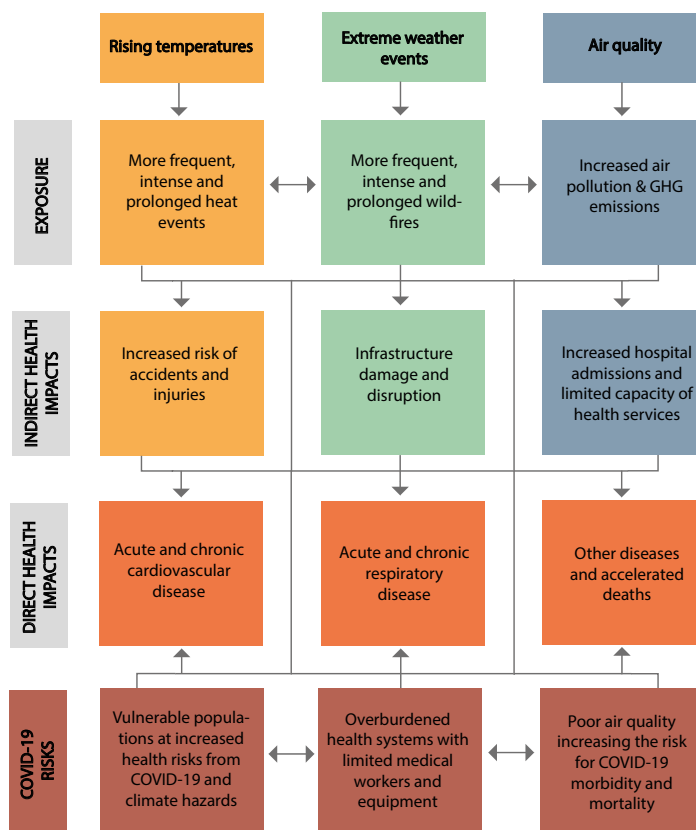 Rising temperatures
Extreme weather
events
Air quality
EXPOSURE
More frequent,
intense and
prolonged heat
events
More frequent,
intense and
prolonged wild-
fires
Increased air
pollution & GHG
emissions
INDIRECT HEALTH
IMPACTS
Increased risk of
accidents and
injuries
Infrastructure
damage and
disruption
Increased hospital
admissions and
limited capacity of
health services
DIRECT HEALTH
IMPACTS
Acute and chronic
cardiovascular
disease
Acute and chronic
respiratory
disease
Other diseases
and accelerated
deaths
COVID-19
RISKS
Vulnerable popula-
tions at increased
health risks from
COVID-19 and
climate hazards
Overburdened
health systems with
limited medical
workers and
equipment
Poor air quality
increasing the risk
for COVID-19
morbidity and
mortality